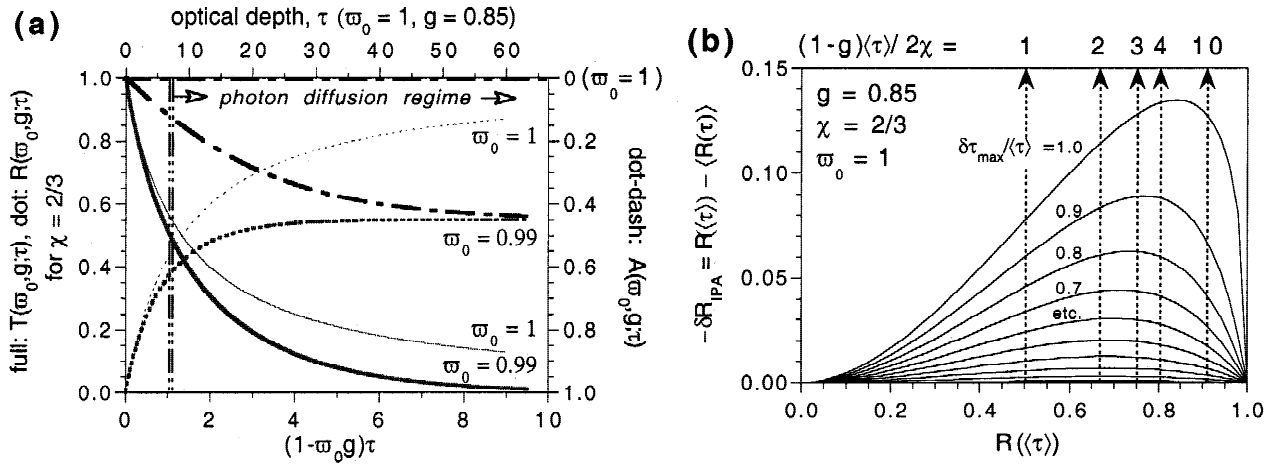 (a)
optical depth, τ (ϖ₀ = 1, g = 0.85)
0 10 20 30 40 50 60
1.0 0.8 0.6 0.4 0.2 0.0
full: T(ϖ₀,g;τ), dot: R(ϖ₀,g;τ)
for χ = 2/3
photon diffusion regime
ϖ₀ = 1
ϖ₀ = 0.99
ϖ₀ = 1
ϖ₀ = 0.99
0 (ϖ₀ = 1)
0.2 0.4 0.6 0.8 1.0
dot-dash: A(ϖ₀,g;τ)
0 2 4 6 8 10
(1-ϖ₀g)τ
(b)
(1-g)⟨τ⟩/ 2χ = 1 2 3 4 10
0.15 0.10 0.05 0.00
−δR_IPA = R(⟨τ⟩) − ⟨R(τ)⟩
g = 0.85
χ = 2/3
ϖ₀ = 1
δτ_max/⟨τ⟩ = 1.0
0.9
0.8
0.7
etc.
0.0 0.2 0.4 0.6 0.8 1.0
R(⟨τ⟩)